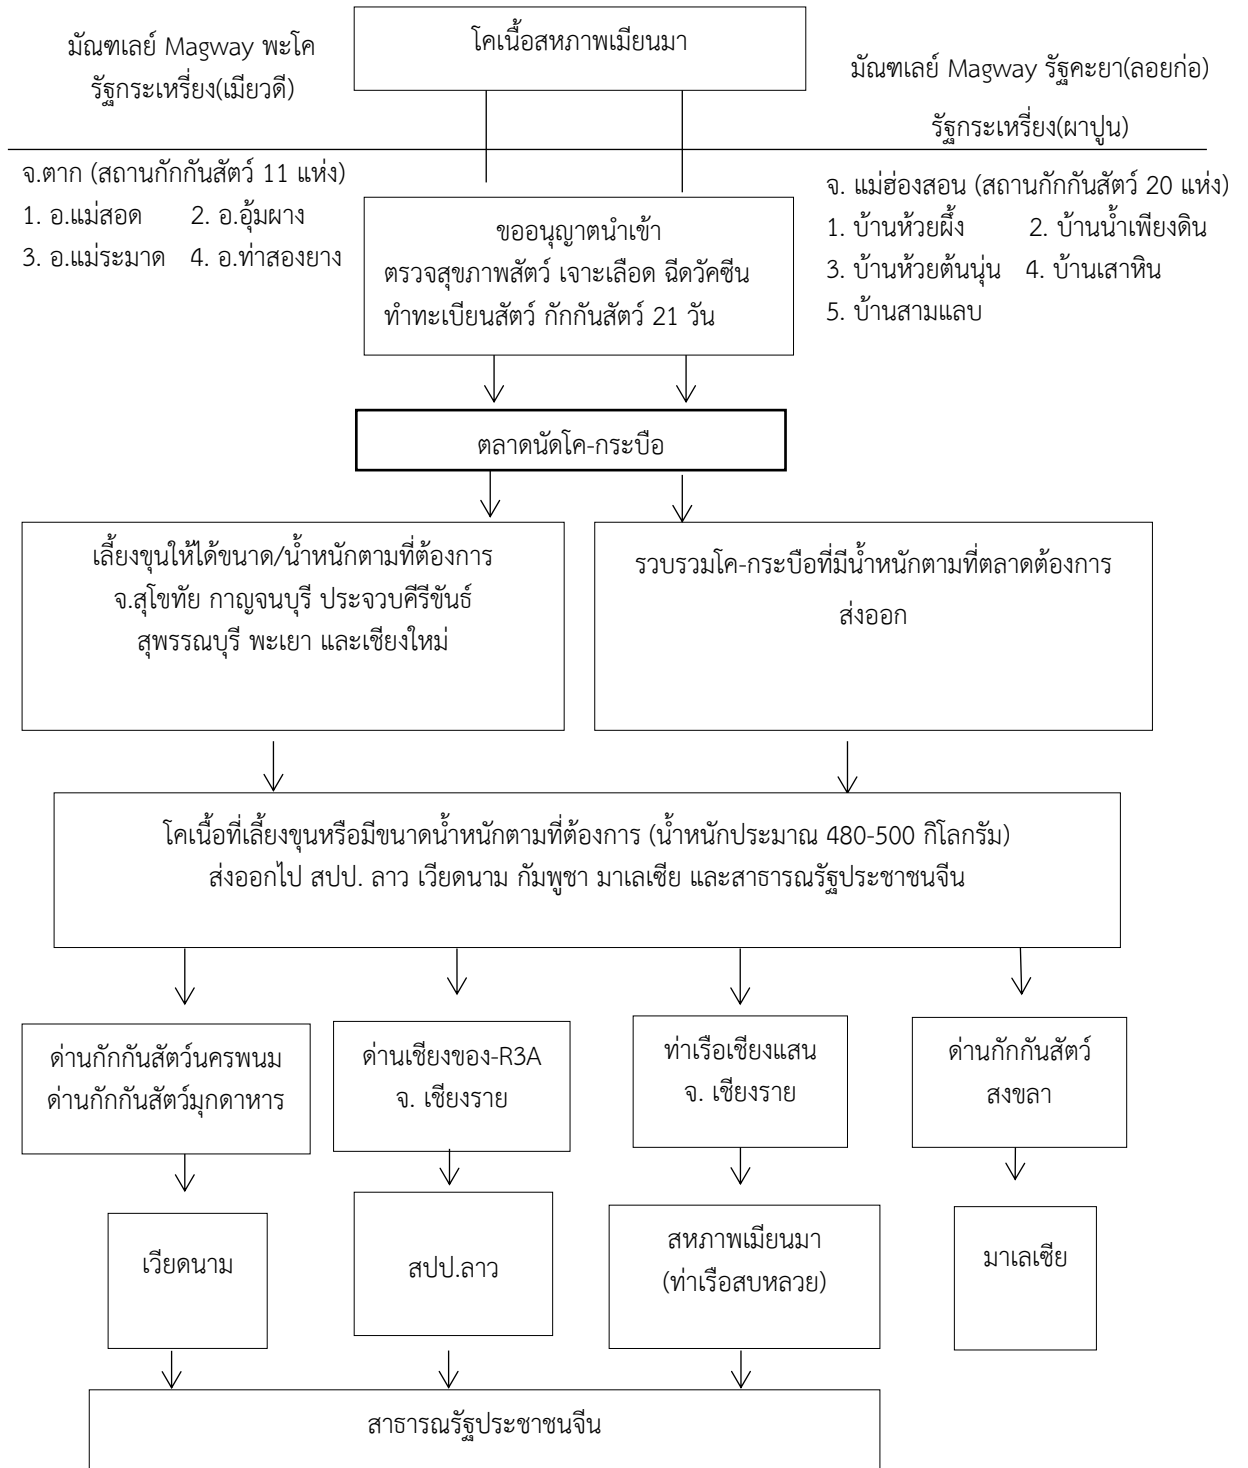 โคเนื้อสหภาพเมียนมา
มัณฑเลย์ Magway พะโค
รัฐกระเหรี่ยง(เมียวดี)
มัณฑเลย์ Magway รัฐคะยา(ลอยก่อ)
รัฐกระเหรี่ยง(ผาปูน)
จ.ตาก (สถานกักกันสัตว์ 11 แห่ง)
1. อ.แม่สอด 2. อ.อุ้มผาง
3. อ.แม่ระมาด 4. อ.ท่าสองยาง
ขออนุญาตนำเข้า
ตรวจสุขภาพสัตว์ เจาะเลือด ฉีดวัคซีน
ทำทะเบียนสัตว์ กักกันสัตว์ 21 วัน
จ. แม่ฮ่องสอน (สถานกักกันสัตว์ 20 แห่ง)
1. บ้านห้วยผึ้ง 2. บ้านน้ำเพียงดิน
3. บ้านห้วยต้นนุ่น 4. บ้านเสาหิน
5. บ้านสามแลบ
ตลาดนัดโค-กระบือ
เลี้ยงขุนให้ได้ขนาด/น้ำหนักตามที่ต้องการ
จ.สุโขทัย กาญจนบุรี ประจวบคีรีขันธ์
สุพรรณบุรี พะเยา และเชียงใหม่
รวบรวมโค-กระบือที่มีน้ำหนักตามที่ตลาดต้องการ
ส่งออก
โคเนื้อที่เลี้ยงขุนหรือมีขนาดน้ำหนักตามที่ต้องการ (น้ำหนักประมาณ 480-500 กิโลกรัม)
ส่งออกไป สปป. ลาว เวียดนาม กัมพูชา มาเลเซีย และสาธารณรัฐประชาชนจีน
ด่านกักกันสัตว์นครพนม
ด่านกักกันสัตว์มุกดาหาร
ด่านเชียงของ-R3A
จ. เชียงราย
ท่าเรือเชียงแสน
จ. เชียงราย
ด่านกักกันสัตว์
สงขลา
เวียดนาม
สปป.ลาว
สหภาพเมียนมา
(ท่าเรือสบหลวย)
มาเลเซีย
สาธารณรัฐประชาชนจีน